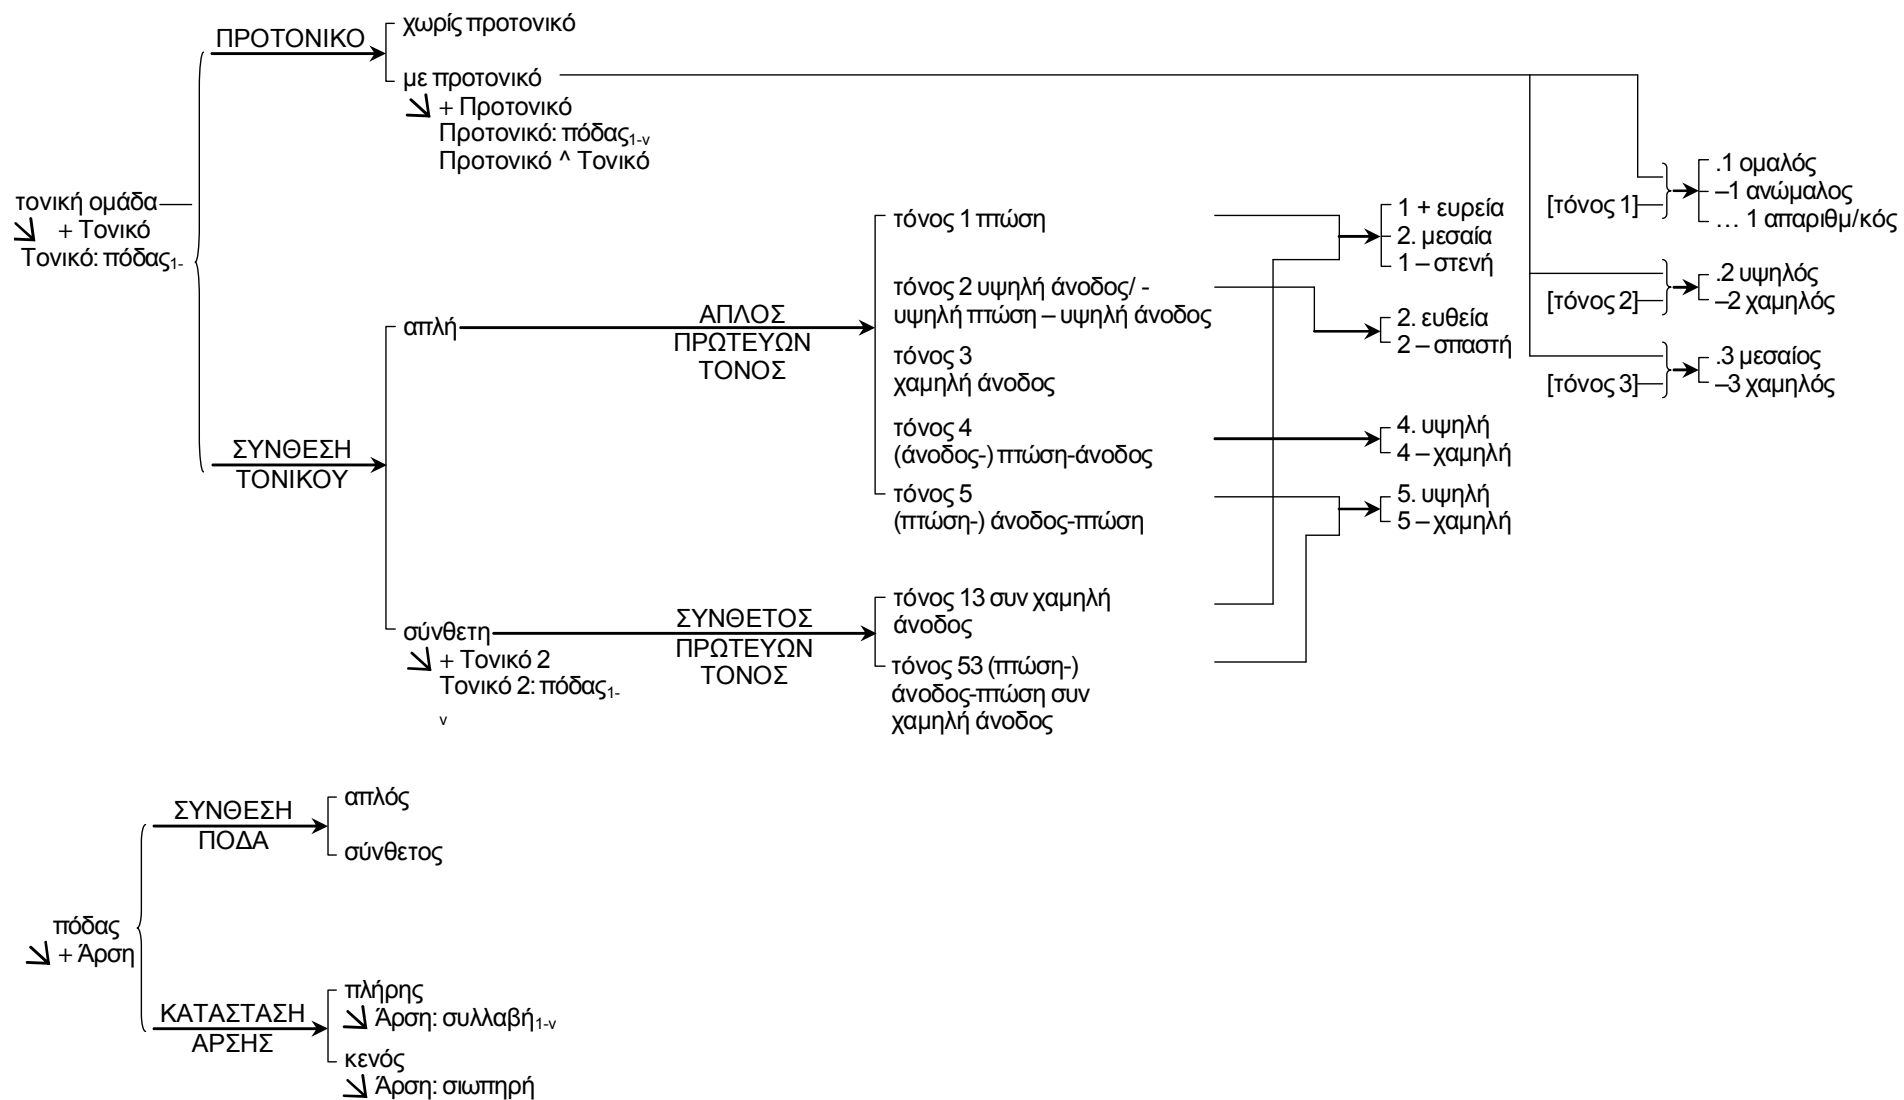 ΠΡΟΤΟΝΙΚΟ
χωρίς προτονικό
με προτονικό
+ Προτονικό
Προτονικό: πόδας1-ν
Προτονικό ^ Τονικό
τονική ομάδα
+ Τονικό
Τονικό: πόδας1-
ΣΥΝΘΕΣΗ
ΤΟΝΙΚΟΥ
απλή
ΑΠΛΟΣ
ΠΡΩΤΕΥΩΝ
ΤΟΝΟΣ
τόνος 1 πτώση
τόνος 2 υψηλή άνοδος/ -
υψηλή πτώση – υψηλή άνοδος
τόνος 3
χαμηλή άνοδος
τόνος 4
(άνοδος-) πτώση-άνοδος
τόνος 5
(πτώση-) άνοδος-πτώση
σύνθετη
+ Τονικό 2
Τονικό 2: πόδας1-
ν
ΣΥΝΘΕΤΟΣ
ΠΡΩΤΕΥΩΝ
ΤΟΝΟΣ
τόνος 13 συν χαμηλή
άνοδος
τόνος 53 (πτώση-)
άνοδος-πτώση συν
χαμηλή άνοδος
1 + ευρεία
2. μεσαία
1 – στενή
2. ευθεία
2 – σπαστή
4. υψηλή
4 – χαμηλή
5. υψηλή
5 – χαμηλή
[τόνος 1]
.1 ομαλός
–1 ανώμαλος
… 1 απαριθμ/κός
[τόνος 2]
.2 υψηλός
–2 χαμηλός
[τόνος 3]
.3 μεσαίος
–3 χαμηλός
πόδας
+ Άρση
ΣΥΝΘΕΣΗ
ΠΟΔΑ
απλός
σύνθετος
ΚΑΤΑΣΤΑΣΗ
ΑΡΣΗΣ
πλήρης
Άρση: συλλαβή1-ν
κενός
Άρση: σιωπηρή